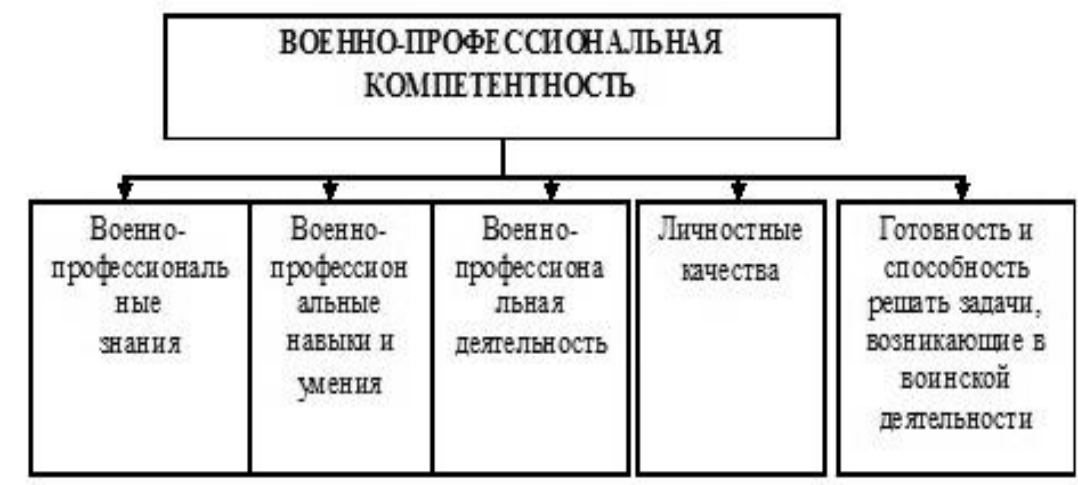 ВОЕННО-ПРОФЕССИОНАЛЬНАЯ
КОМПЕТЕНТНОСТЬ
Военно-
профессиональ
ные
знания
Военно-
профессион
альные
навыки и
умения
Военно-
профессиона
льная
деятельность
Личностные
качества
Готовность и
способность
решать задачи,
возникающие в
воинской
деятельности